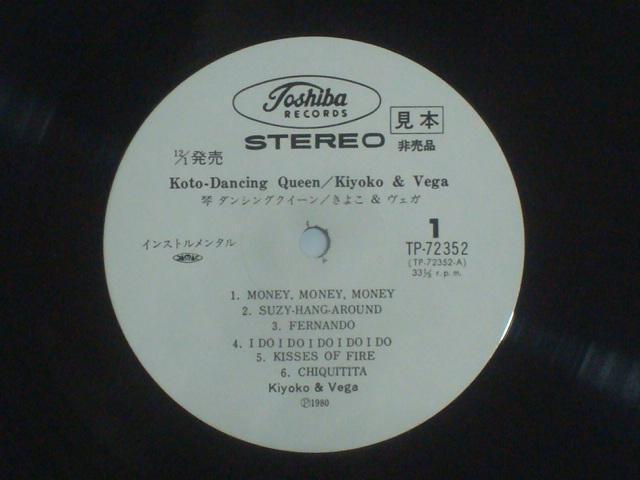 Toshiba
RECORDS
見本
STEREO
非売品
12/1発売
Koto-Dancing Queen/Kiyoko & Vega
琴 ダンシングクイーン/きよこ & ヴェガ
1
インストルメンタル
TP-72352
(TP-72352-A)
33⅓ r.p.m.
1. MONEY, MONEY, MONEY
2. SUZY-HANG-AROUND
3. FERNANDO
4. I DO I DO I DO I DO I DO
5. KISSES OF FIRE
6. CHIQUITITA
Kiyoko & Vega
Ⓟ1980